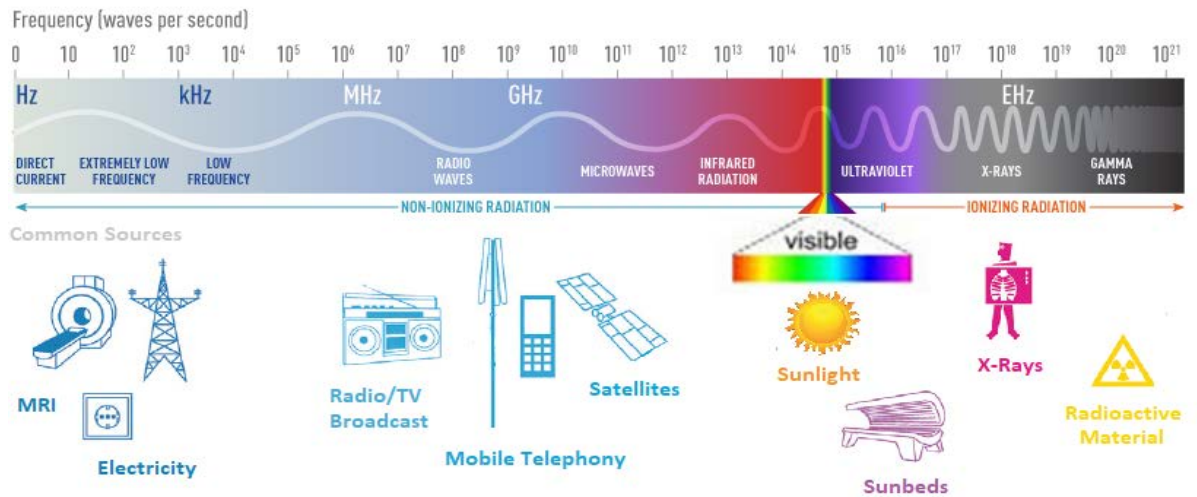 Frequency (waves per second)
0 10 10² 10³ 10⁴ 10⁵ 10⁶ 10⁷ 10⁸ 10⁹ 10¹⁰ 10¹¹ 10¹² 10¹³ 10¹⁴ 10¹⁵ 10¹⁶ 10¹⁷ 10¹⁸ 10¹⁹ 10²⁰ 10²¹
Hz kHz MHz GHz EHz
DIRECT
CURRENT
EXTREMELY LOW
FREQUENCY
LOW
FREQUENCY
RADIO
WAVES
MICROWAVES
INFRARED
RADIATION
ULTRAVIOLET
X-RAYS
GAMMA
RAYS
NON-IONIZING RADIATION
IONIZING RADIATION
Common Sources
visible
MRI
Electricity
Radio/TV
Broadcast
Mobile Telephony
Satellites
Sunlight
Sunbeds
X-Rays
Radioactive
Material